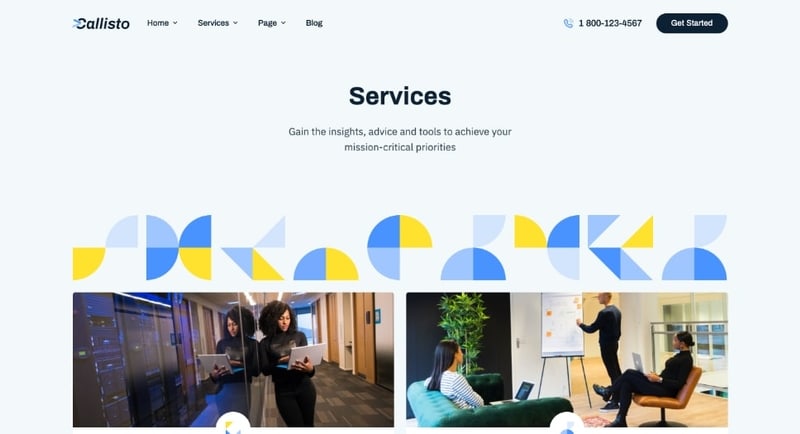 Callisto
Home
Services
Page
Blog
1 800-123-4567
Get Started
Services
Gain the insights, advice and tools to achieve your
mission-critical priorities